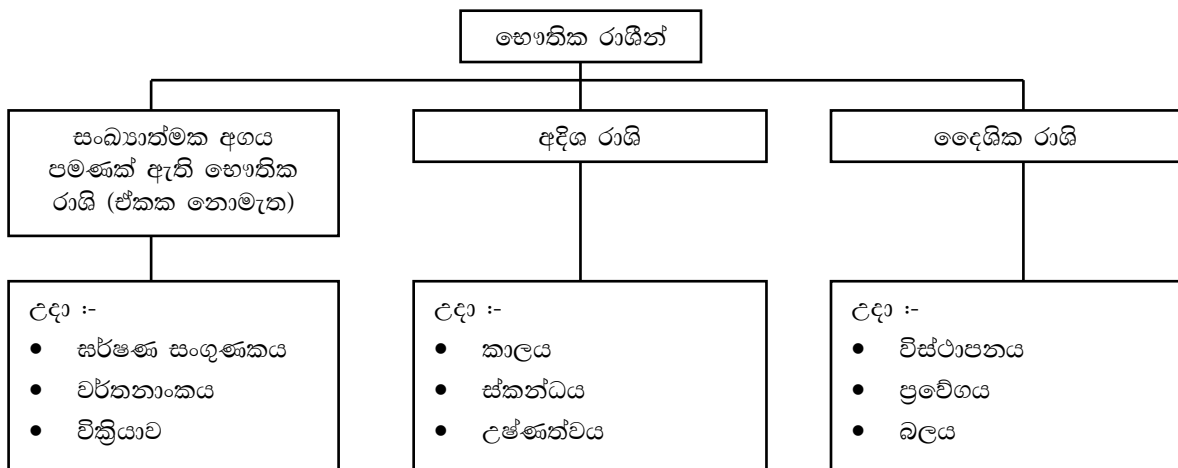 භෞතික රාශීන්
සංඛ්‍යාත්මක අගය
පමණක් ඇති භෞතික
රාශි (ඒකක නොමැත)
අදිශ රාශි
දෛශික රාශි
උදා :-
● ඝර්ෂණ සංගුණකය
● වර්තනාංකය
● වික්‍රියාව
උදා :-
● කාලය
● ස්කන්ධය
● උෂ්ණත්වය
උදා :-
● විස්ථාපනය
● ප්‍රවේගය
● බලය